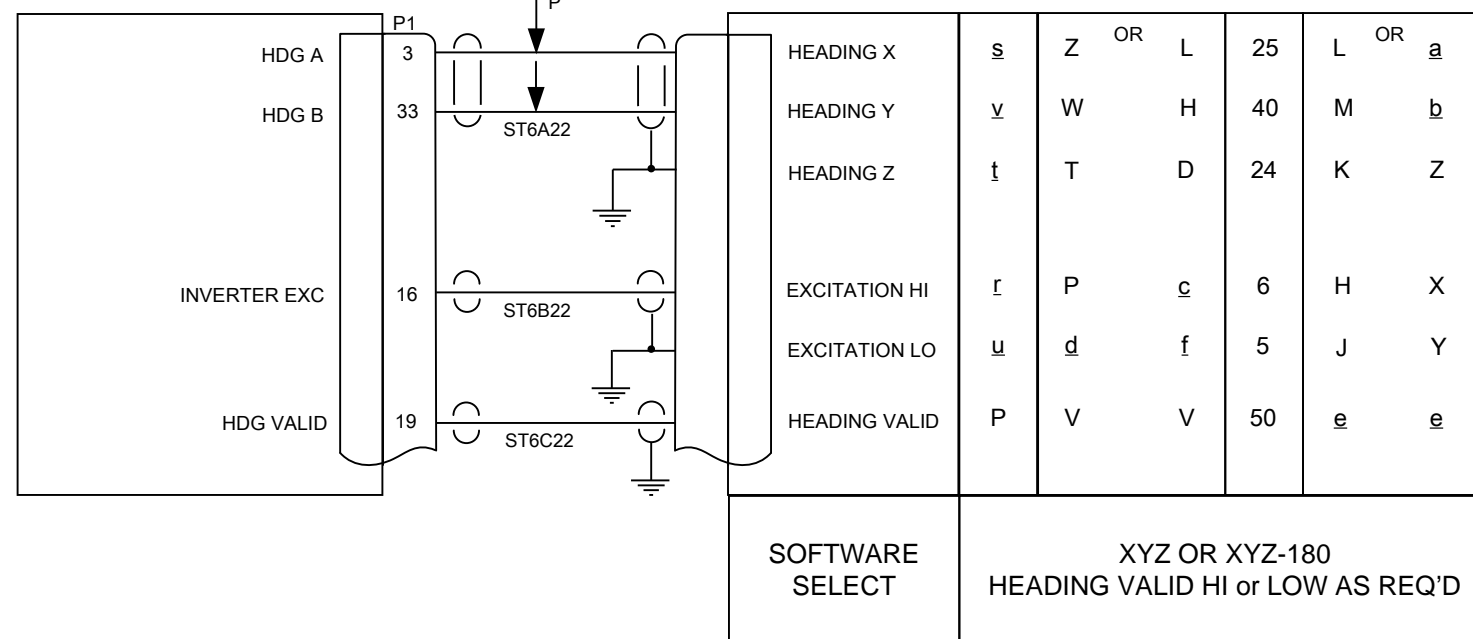 P
P1
HDG A 3 HEADING X s Z OR L 25 L OR a
HDG B 33 HEADING Y v W H 40 M b
ST6A22
HEADING Z t T D 24 K Z
INVERTER EXC 16 EXCITATION HI r P c 6 H X
ST6B22
EXCITATION LO u d f 5 J Y
HDG VALID 19 HEADING VALID P V V 50 e e
ST6C22
SOFTWARE
SELECT
XYZ OR XYZ-180
HEADING VALID HI or LOW AS REQ'D